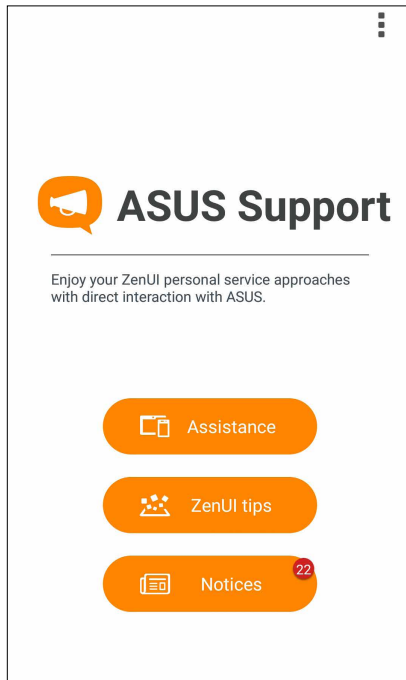 ASUS Support
Enjoy your ZenUI personal service approaches
with direct interaction with ASUS.
Assistance
ZenUI tips
22
Notices